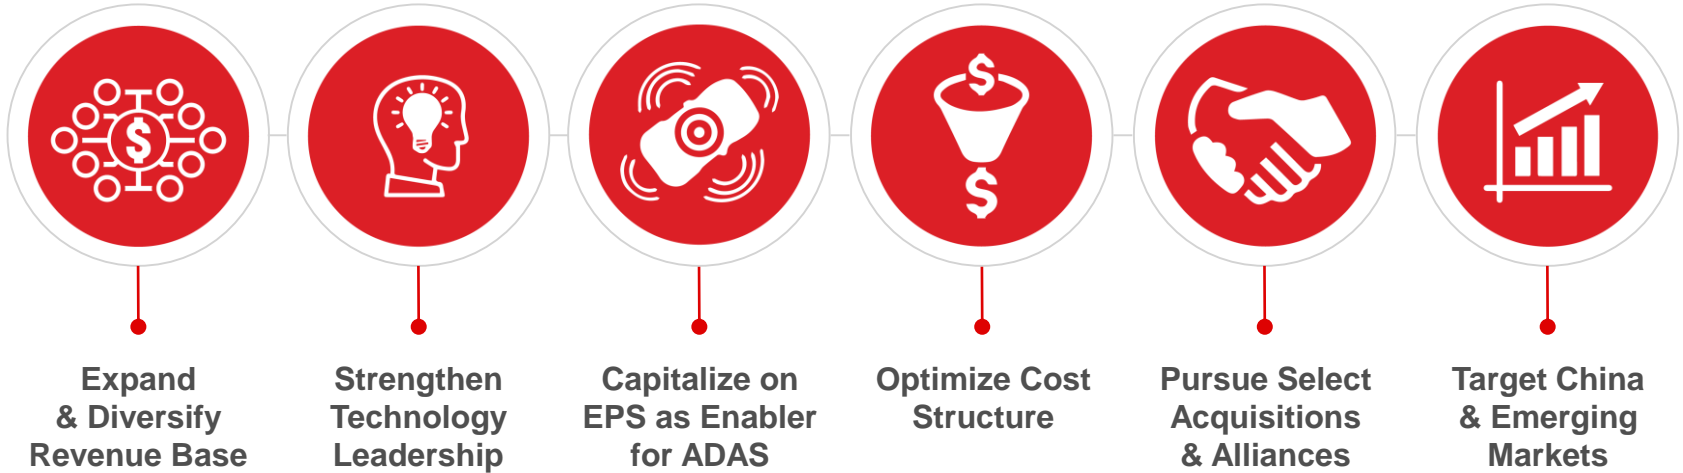 Expand
& Diversify
Revenue Base
Strengthen
Technology
Leadership
Capitalize on
EPS as Enabler
for ADAS
Optimize Cost
Structure
Pursue Select
Acquisitions
& Alliances
Target China
& Emerging
Markets